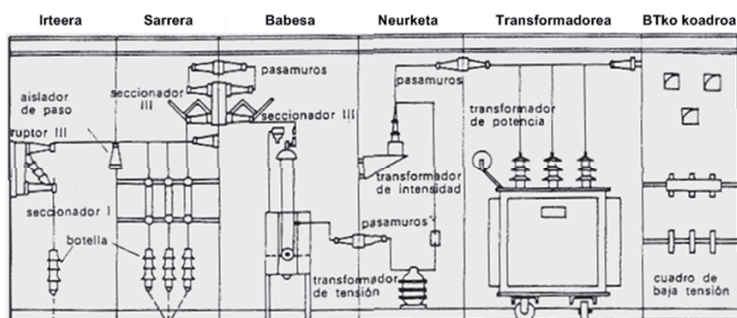 Irteera
Sarrera
Babesa
Neurketa
Transformadorea
BTko koadroa
pasamuros
pasamuros
aislador
de paso
seccionador
III
seccionador III
transformador
de potencia
ruptor III
transformador
de intensidad
seccionador I
pasamuros
botella
transformador
de tensión
cuadro de
baja tensión